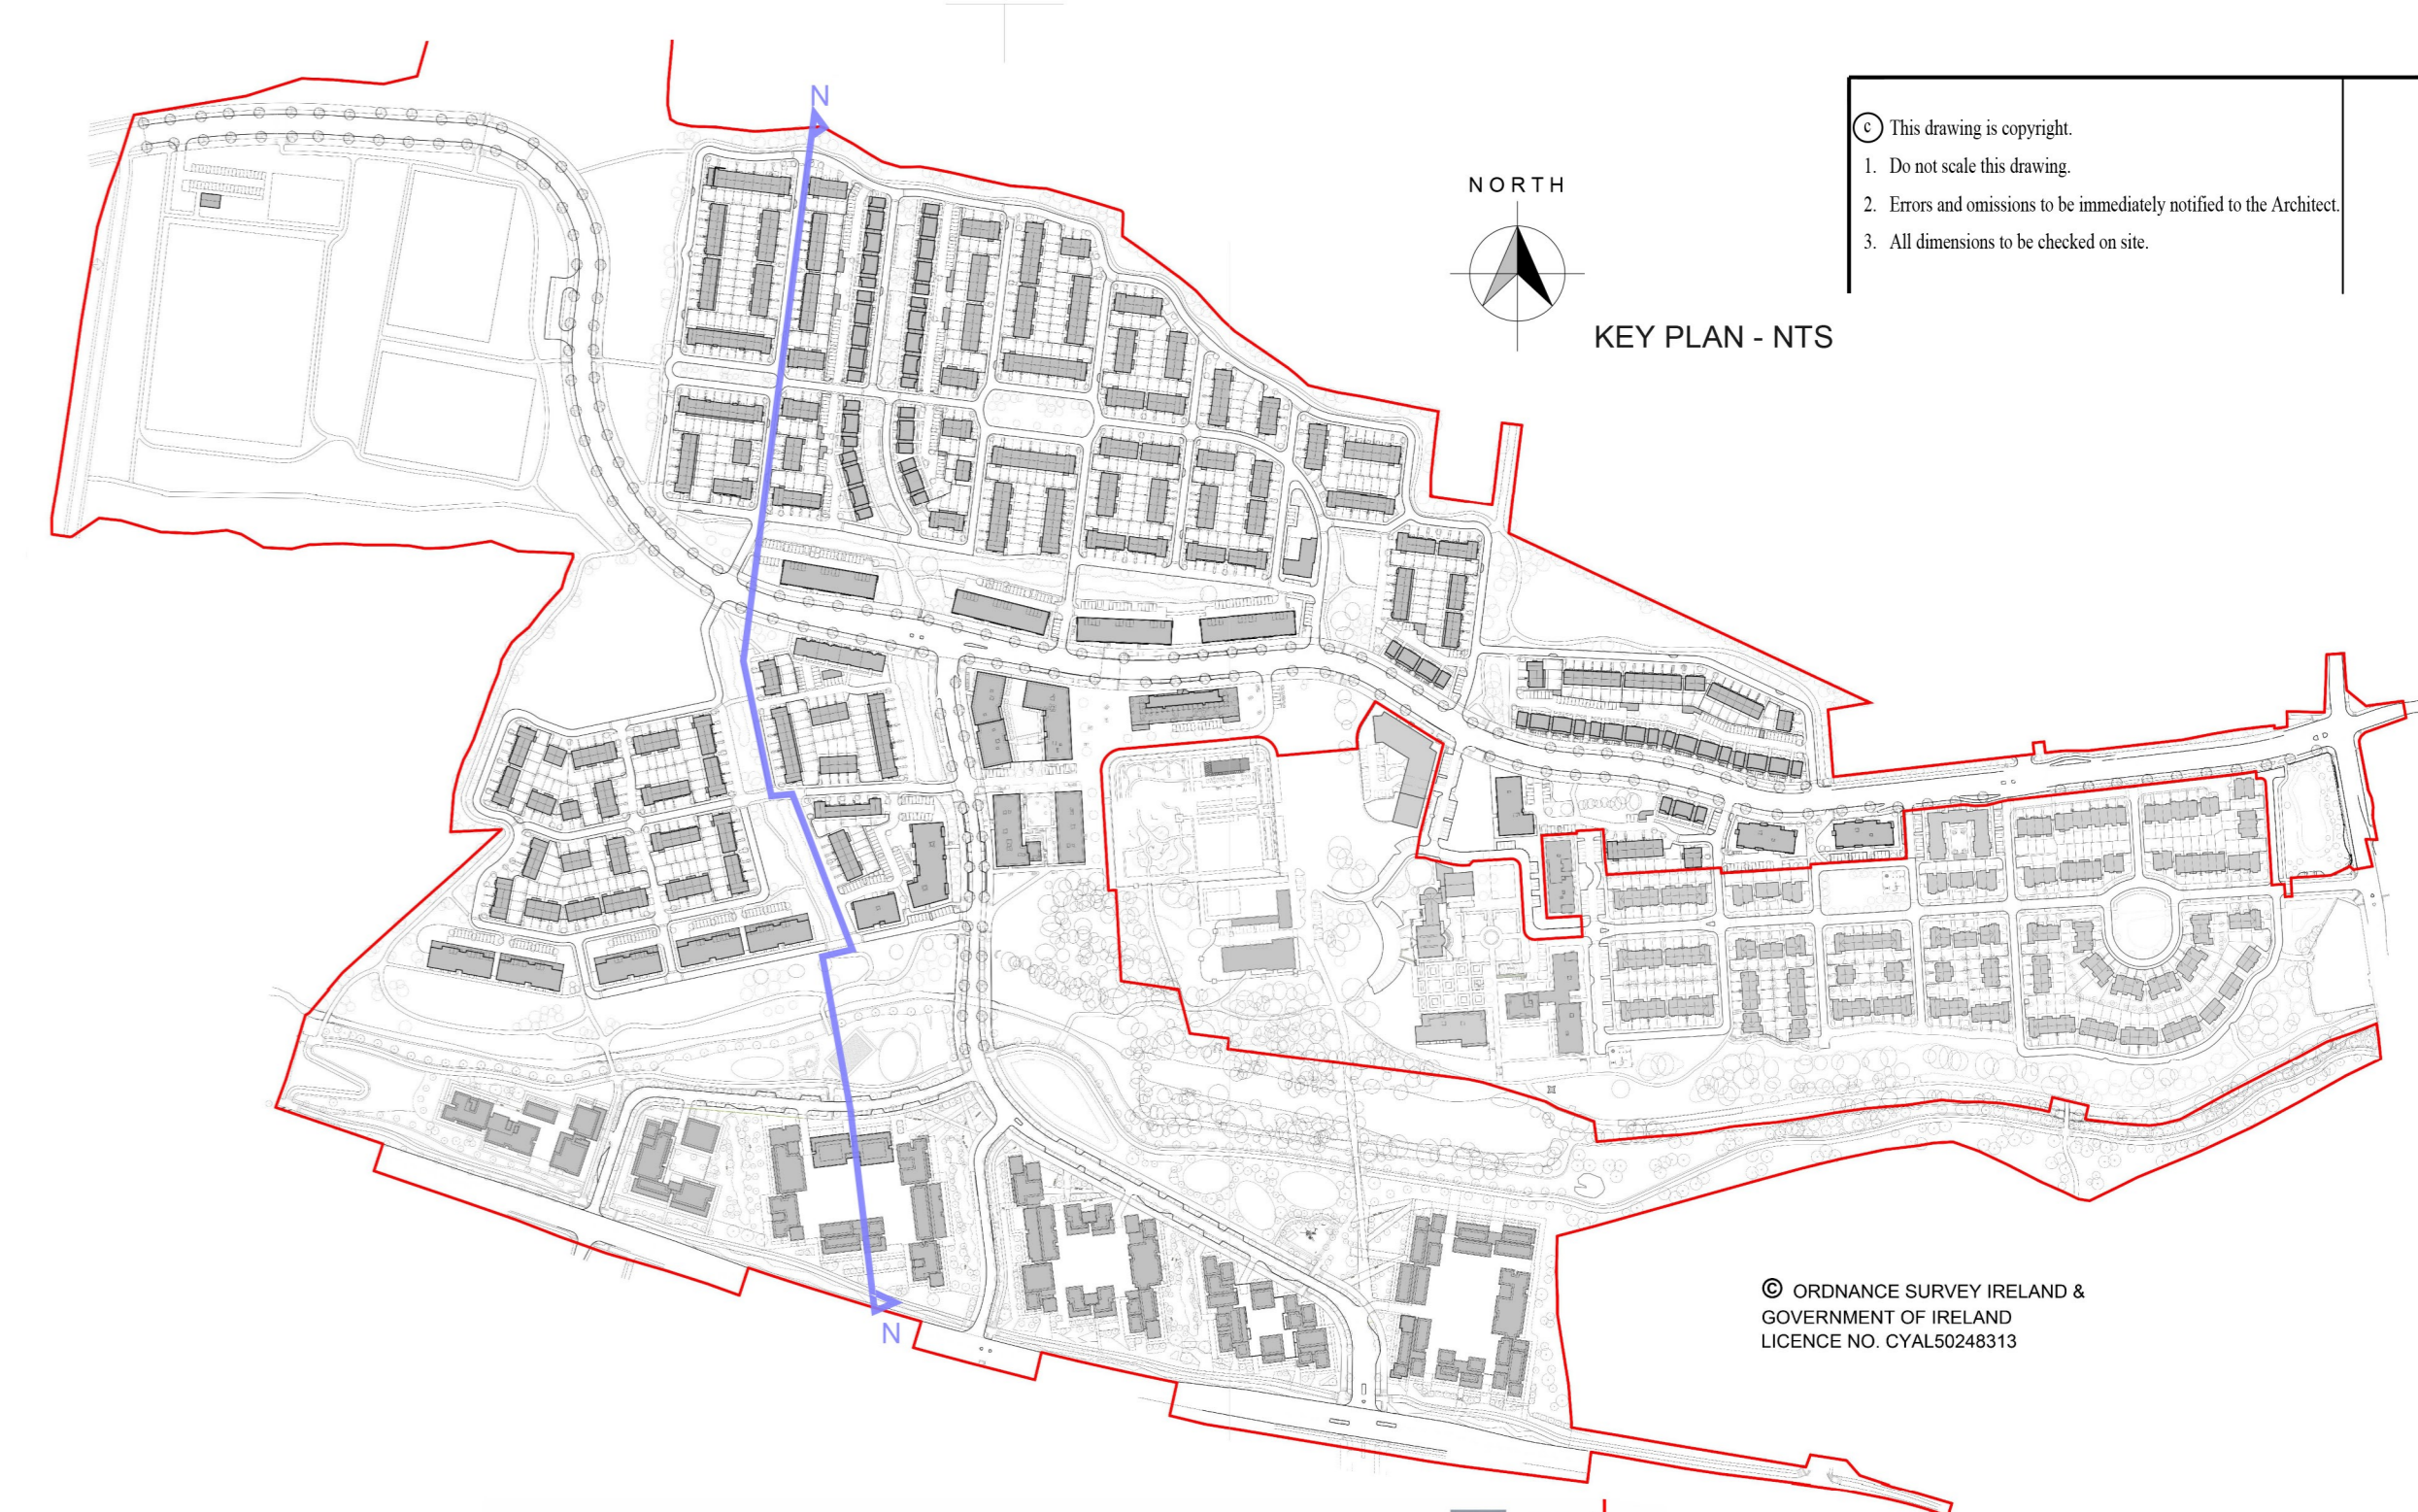 N
NORTH
KEY PLAN - NTS
c This drawing is copyright.
1. Do not scale this drawing.
2. Errors and omissions to be immediately notified to the Architect.
3. All dimensions to be checked on site.
N
© ORDNANCE SURVEY IRELAND &
GOVERNMENT OF IRELAND
LICENCE NO. CYAL50248313